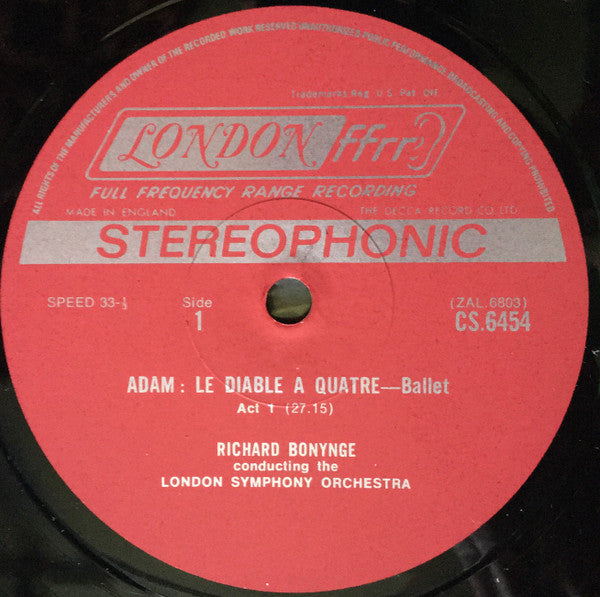 ALL RIGHTS OF THE MANUFACTURERS AND OWNER OF THE RECORDED WORK RESERVED UNAUTHORISED PUBLIC PERFORMANCE, BROADCASTING AND COPYING PROHIBITED
Trademarks Reg. U.S. Pat. Off.
LONDON ffrr
FULL FREQUENCY RANGE RECORDING
MADE IN ENGLAND THE DECCA RECORD CO. LTD.
STEREOPHONIC
SPEED 33-⅓ Side (ZAL.6803)
1 CS.6454
ADAM: LE DIABLE A QUATRE—Ballet
Act 1 (27.15)
RICHARD BONYNGE
conducting the
LONDON SYMPHONY ORCHESTRA